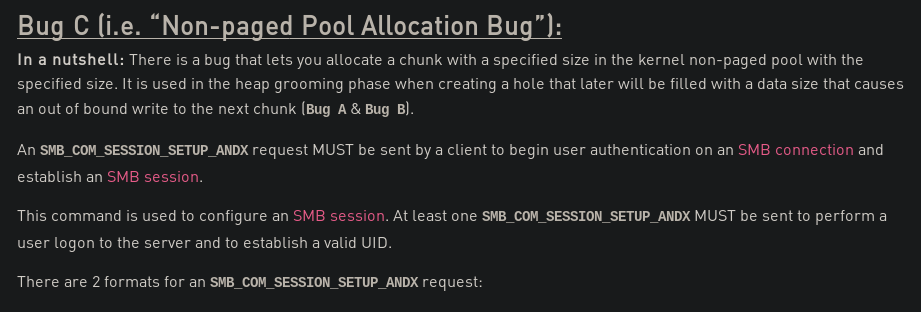 Bug C (i.e. “Non-paged Pool Allocation Bug”):
In a nutshell: There is a bug that lets you allocate a chunk with a specified size in the kernel non-paged pool with the
specified size. It is used in the heap grooming phase when creating a hole that later will be filled with a data size that causes
an out of bound write to the next chunk (Bug A & Bug B).
An SMB_COM_SESSION_SETUP_ANDX request MUST be sent by a client to begin user authentication on an SMB connection and
establish an SMB session.
This command is used to configure an SMB session. At least one SMB_COM_SESSION_SETUP_ANDX MUST be sent to perform a
user logon to the server and to establish a valid UID.
There are 2 formats for an SMB_COM_SESSION_SETUP_ANDX request: